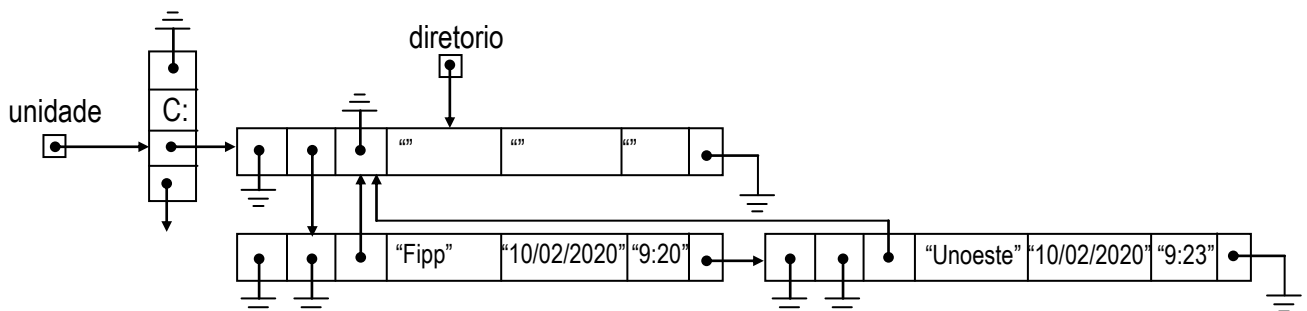 diretorio
unidade
C:
“” “” “”
“Fipp” “10/02/2020” “9:20” “Unoeste” “10/02/2020” “9:23”